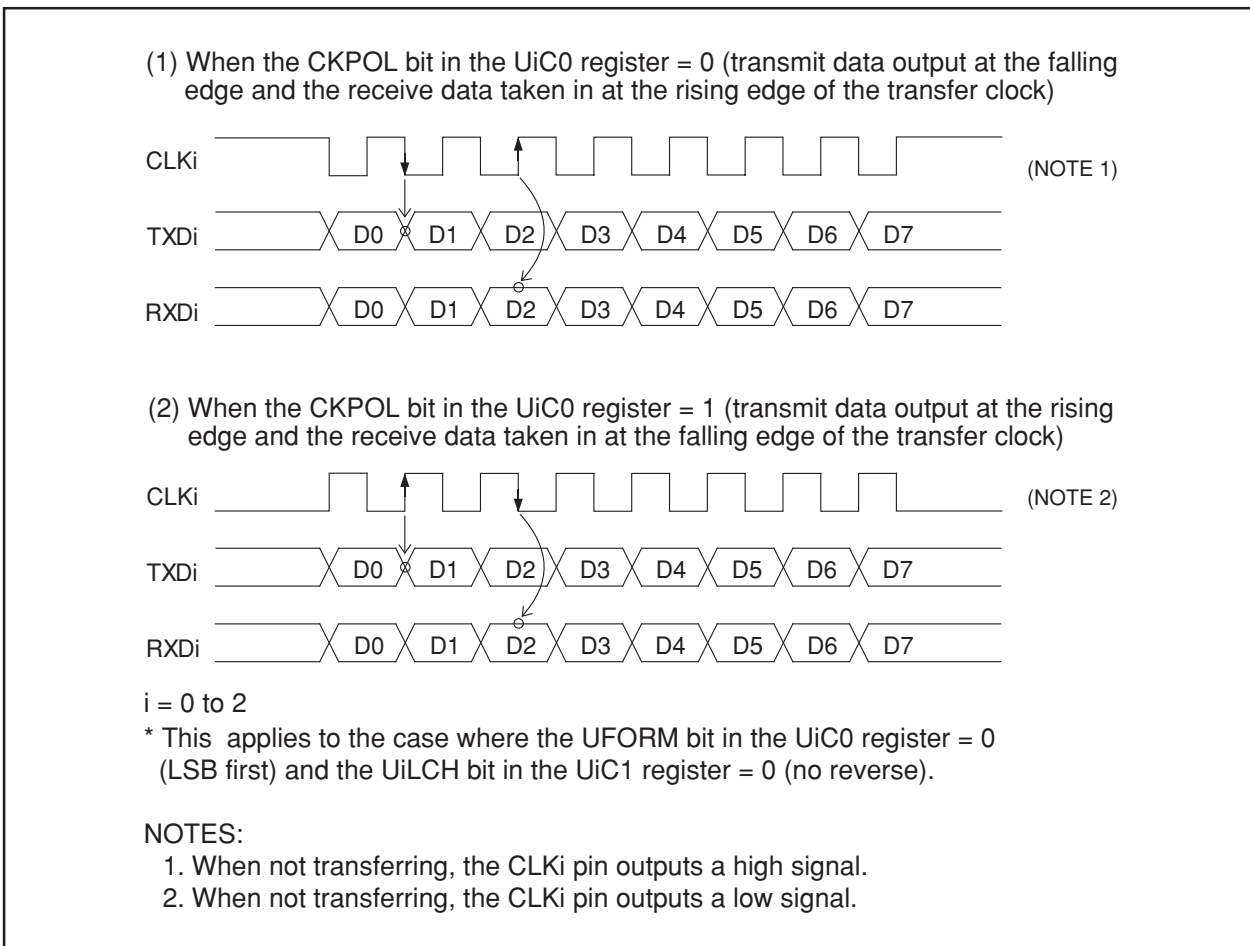 (1) When the CKPOL bit in the UiC0 register = 0 (transmit data output at the falling
edge and the receive data taken in at the rising edge of the transfer clock)
CLKi
(NOTE 1)
TXDi D0 D1 D2 D3 D4 D5 D6 D7
RXDi D0 D1 D2 D3 D4 D5 D6 D7
(2) When the CKPOL bit in the UiC0 register = 1 (transmit data output at the rising
edge and the receive data taken in at the falling edge of the transfer clock)
CLKi
(NOTE 2)
TXDi D0 D1 D2 D3 D4 D5 D6 D7
RXDi D0 D1 D2 D3 D4 D5 D6 D7
i = 0 to 2
* This applies to the case where the UFORM bit in the UiC0 register = 0
(LSB first) and the UiLCH bit in the UiC1 register = 0 (no reverse).
NOTES:
1. When not transferring, the CLKi pin outputs a high signal.
2. When not transferring, the CLKi pin outputs a low signal.